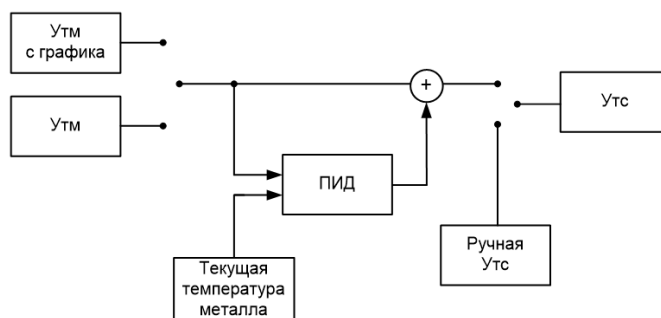 Утм
с графика
Утм
+
Утс
ПИД
Ручная
Утс
Текущая
температура
металла